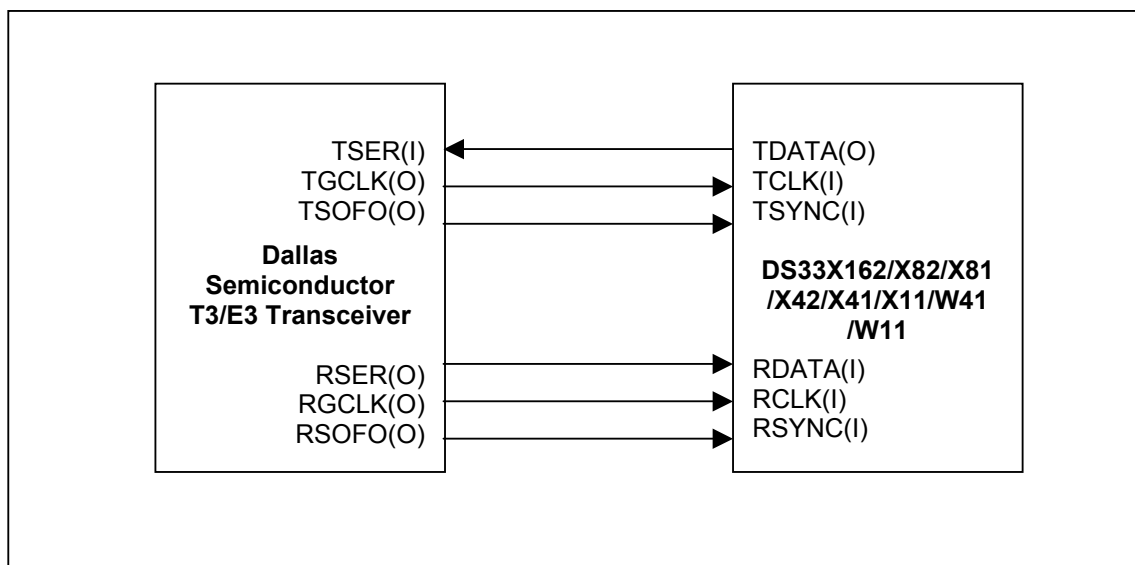 TSER(I)
TGCLK(O)
TSOFO(O)
Dallas
Semiconductor
T3/E3 Transceiver
RSER(O)
RGCLK(O)
RSOFO(O)
TDATA(O)
TCLK(I)
TSYNC(I)
DS33X162/X82/X81
/X42/X41/X11/W41
/W11
RDATA(I)
RCLK(I)
RSYNC(I)